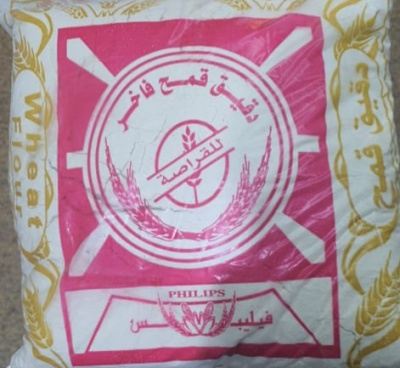 دقيق قمح فاخر
للقراصة
PHILIPS
فيليبس
Wheat Flour
دقيق قمح